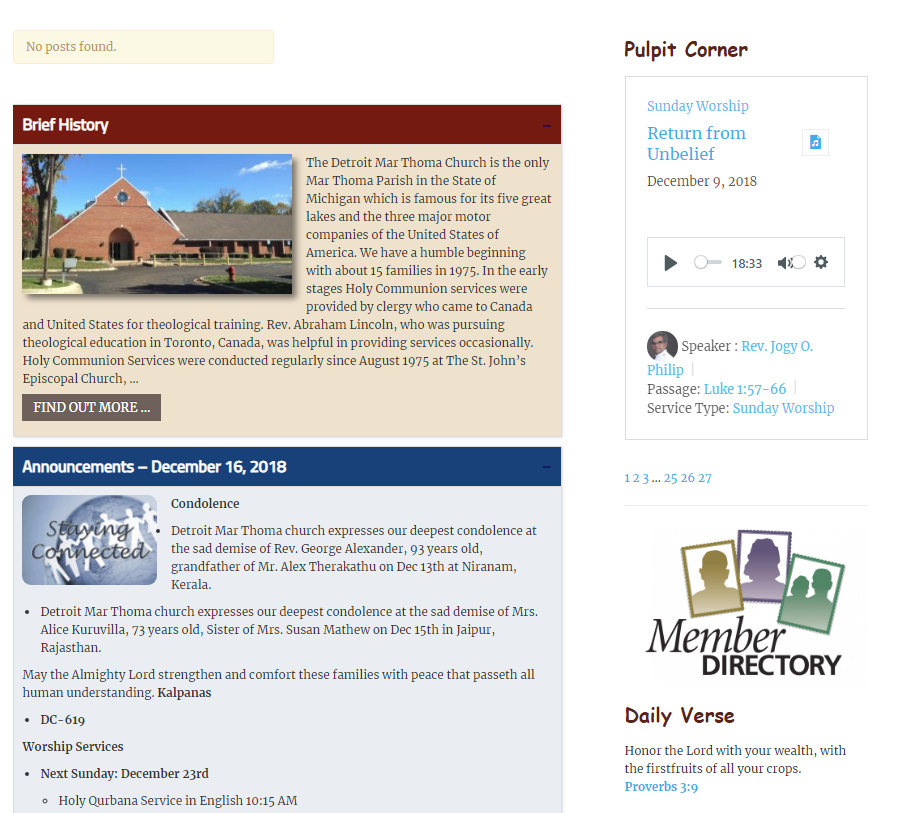 No posts found.
Brief History
The Detroit Mar Thoma Church is the only
Mar Thoma Parish in the State of
Michigan which is famous for its five great
lakes and the three major motor
companies of the United States of
America. We have a humble beginning
with about 15 families in 1975. In the early
stages Holy Communion services were
provided by clergy who came to Canada
and United States for theological training. Rev. Abraham Lincoln, who was pursuing
theological education in Toronto, Canada, was helpful in providing services occasionally.
Holy Communion Services were conducted regularly since August 1975 at The St. John’s
Episcopal Church, ...
FIND OUT MORE ...
Announcements – December 16, 2018
Staying
Connected
Condolence
• Detroit Mar Thoma church expresses our deepest condolence at
the sad demise of Rev. George Alexander, 93 years old,
grandfather of Mr. Alex Therakathu on Dec 13th at Niranam,
Kerala.
• Detroit Mar Thoma church expresses our deepest condolence at the sad demise of Mrs.
Alice Kuruvilla, 73 years old, Sister of Mrs. Susan Mathew on Dec 15th in Jaipur,
Rajasthan.
May the Almighty Lord strengthen and comfort these families with peace that passeth all
human understanding. Kalpanas
• DC-619
Worship Services
• Next Sunday: December 23rd
◦ Holy Qurbana Service in English 10:15 AM
Pulpit Corner
Sunday Worship
Return from
Unbelief
December 9, 2018
18:33
Speaker : Rev. Jogy O.
Philip |
Passage: Luke 1:57-66 |
Service Type: Sunday Worship
1 2 3 ... 25 26 27
Member
DIRECTORY
Daily Verse
Honor the Lord with your wealth, with
the firstfruits of all your crops.
Proverbs 3:9